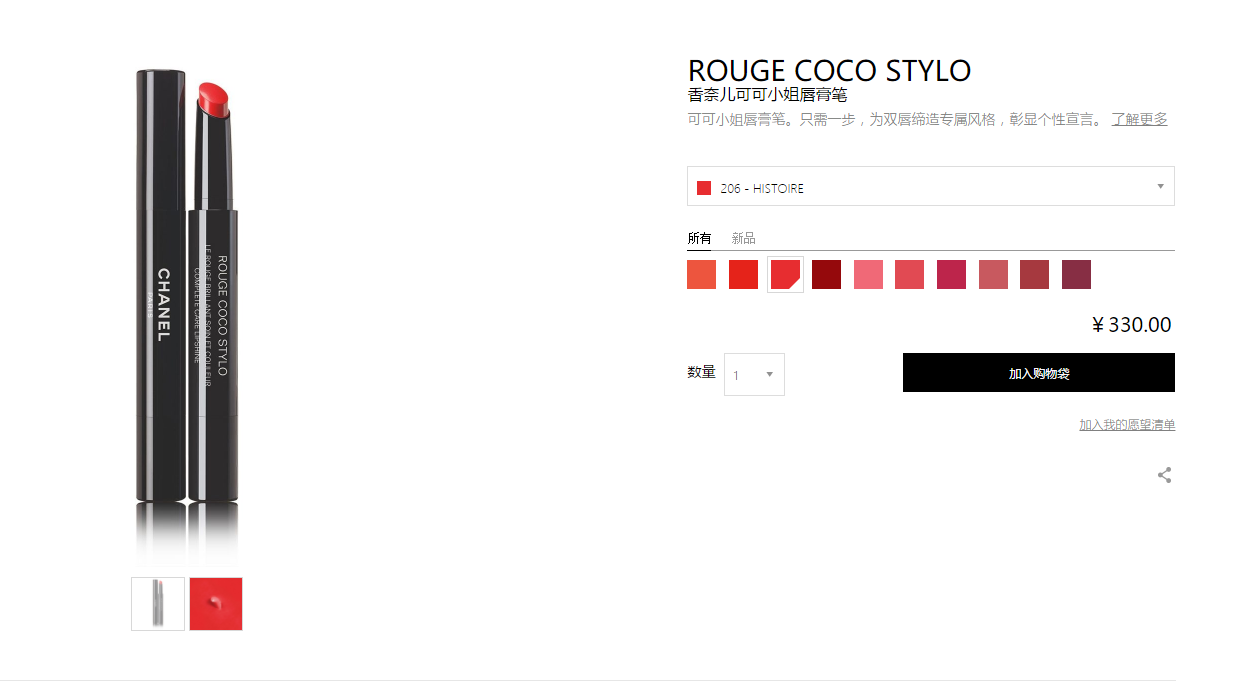 ROUGE COCO STYLO
香奈儿可可小姐唇膏笔
可可小姐唇膏笔。只需一步，为双唇缔造专属风格，彰显个性宣言。 了解更多
206 - HISTOIRE
所有 新品
¥ 330.00
数量 1 加入购物袋
加入我的愿望清单
CHANEL
PARIS
ROUGE COCO STYLO
LE ROUGE BRILLANT SOIN ET COULEUR
COMPLETE CARE LIPSHINE